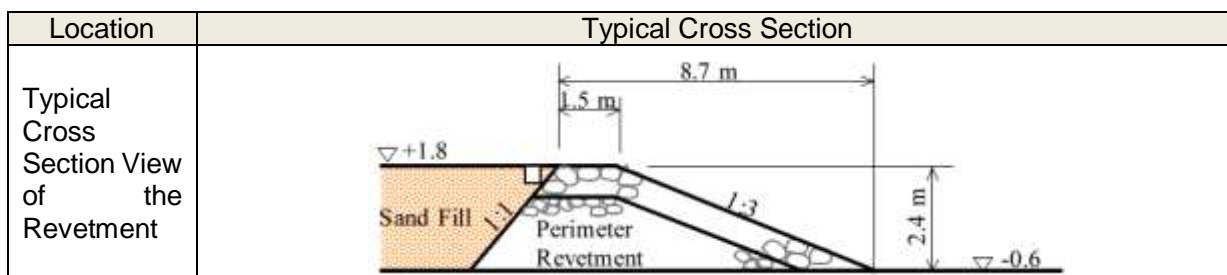 Location
Typical Cross Section
Typical
Cross
Section View
of the
Revetment
8.7 m
1.5 m
+1.8
1:1
1:3
Sand Fill
Perimeter
Revetment
2.4 m
-0.6